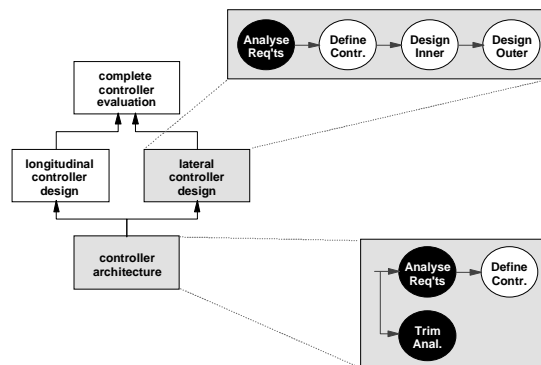 Analyse
Req'ts
Define
Contr.
Design
Inner
Design
Outer
complete
controller
evaluation
longitudinal
controller
design
lateral
controller
design
controller
architecture
Analyse
Req'ts
Define
Contr.
Trim
Anal.